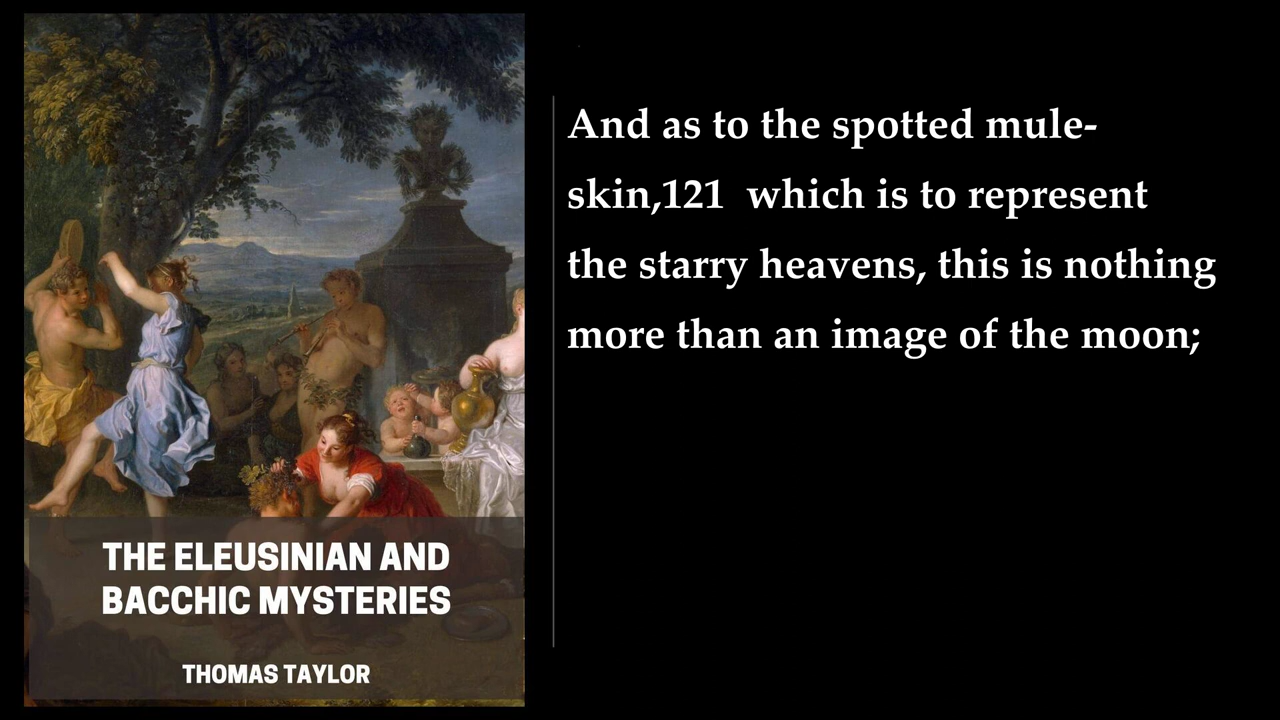 And as to the spotted mule-
skin,121 which is to represent
the starry heavens, this is nothing
more than an image of the moon;
THE ELEUSINIAN AND
BACCHIC MYSTERIES
THOMAS TAYLOR